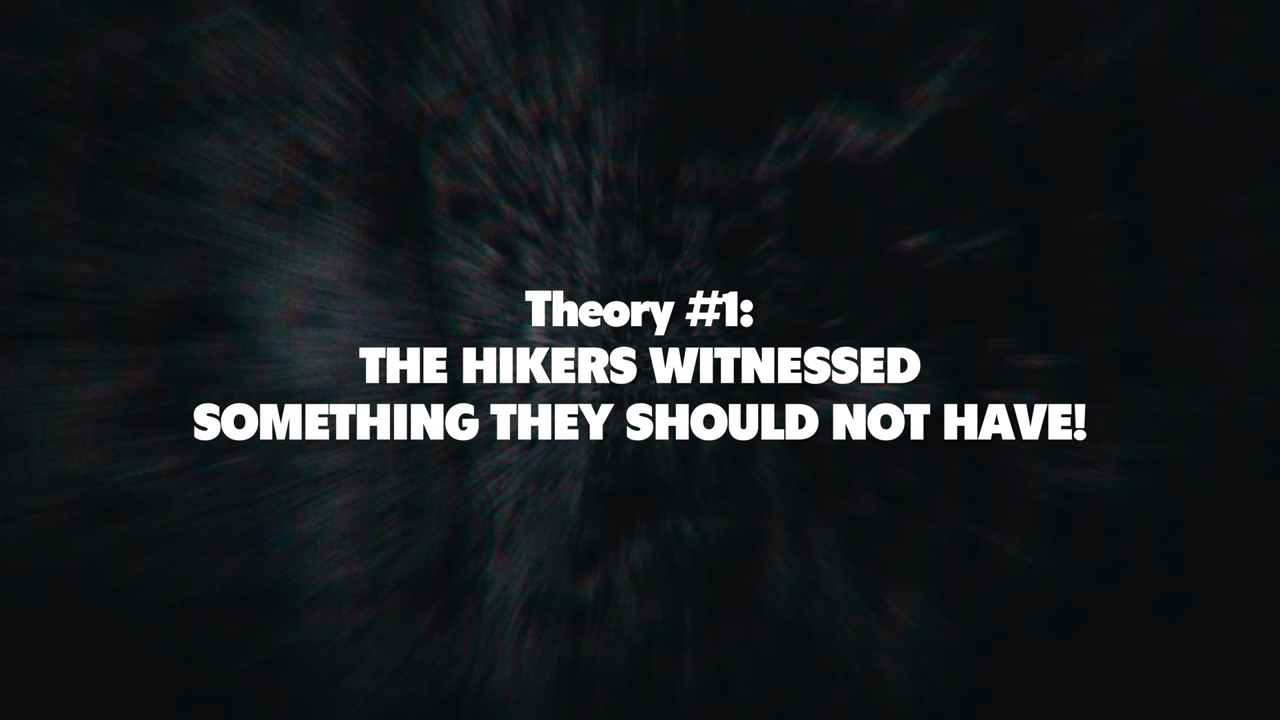 Theory #1:
THE HIKERS WITNESSED
SOMETHING THEY SHOULD NOT HAVE!